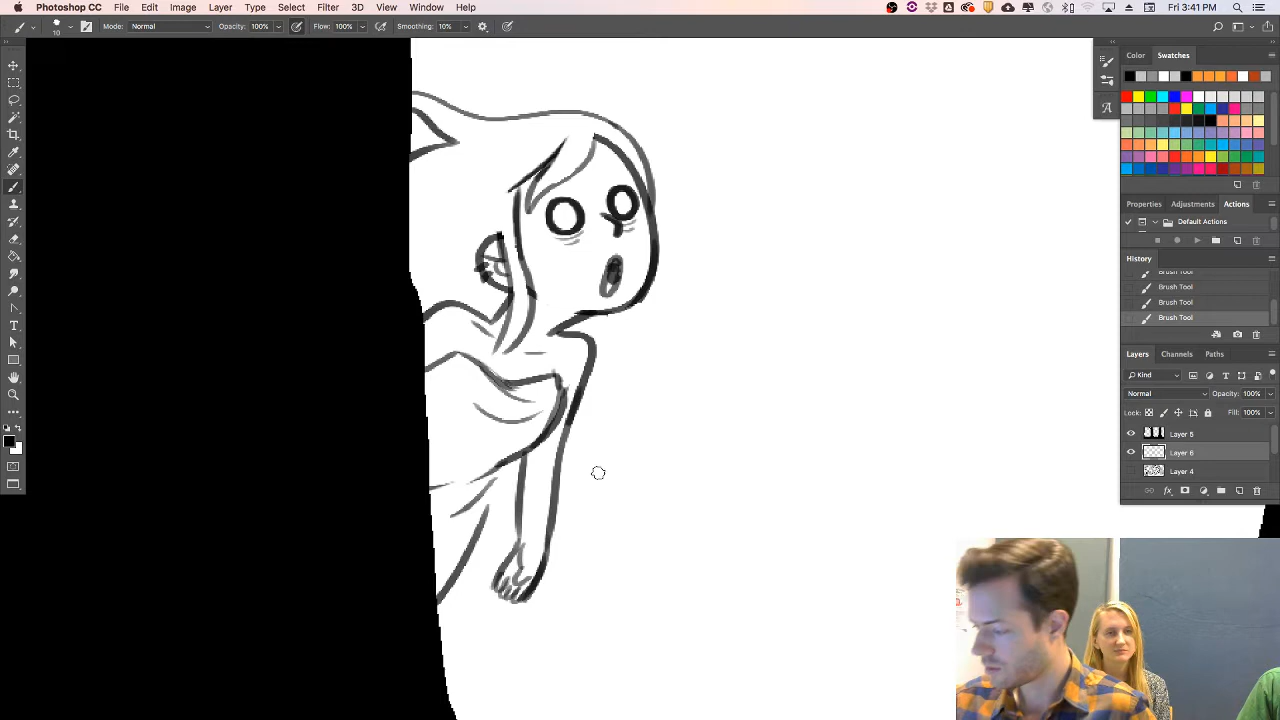 Photoshop CC File Edit Image Layer Type Select Filter 3D View Window Help Fri 3:41 PM
10 Mode: Normal Opacity: 100% Flow: 100% Smoothing: 10%
Color Swatches
Properties Adjustments Actions
Default Actions
History
Brush Tool
Brush Tool
Brush Tool
Brush Tool
Layers Channels Paths
Kind
Normal Opacity: 100%
Lock: Fill: 100%
Layer 5
Layer 6
Layer 4